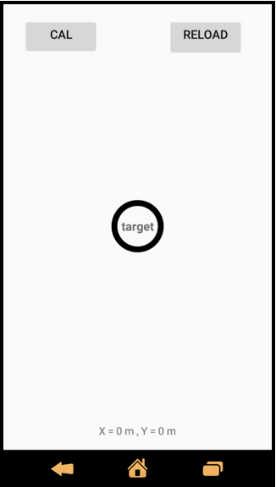 CAL
RELOAD
target
X = 0 m , Y = 0 m